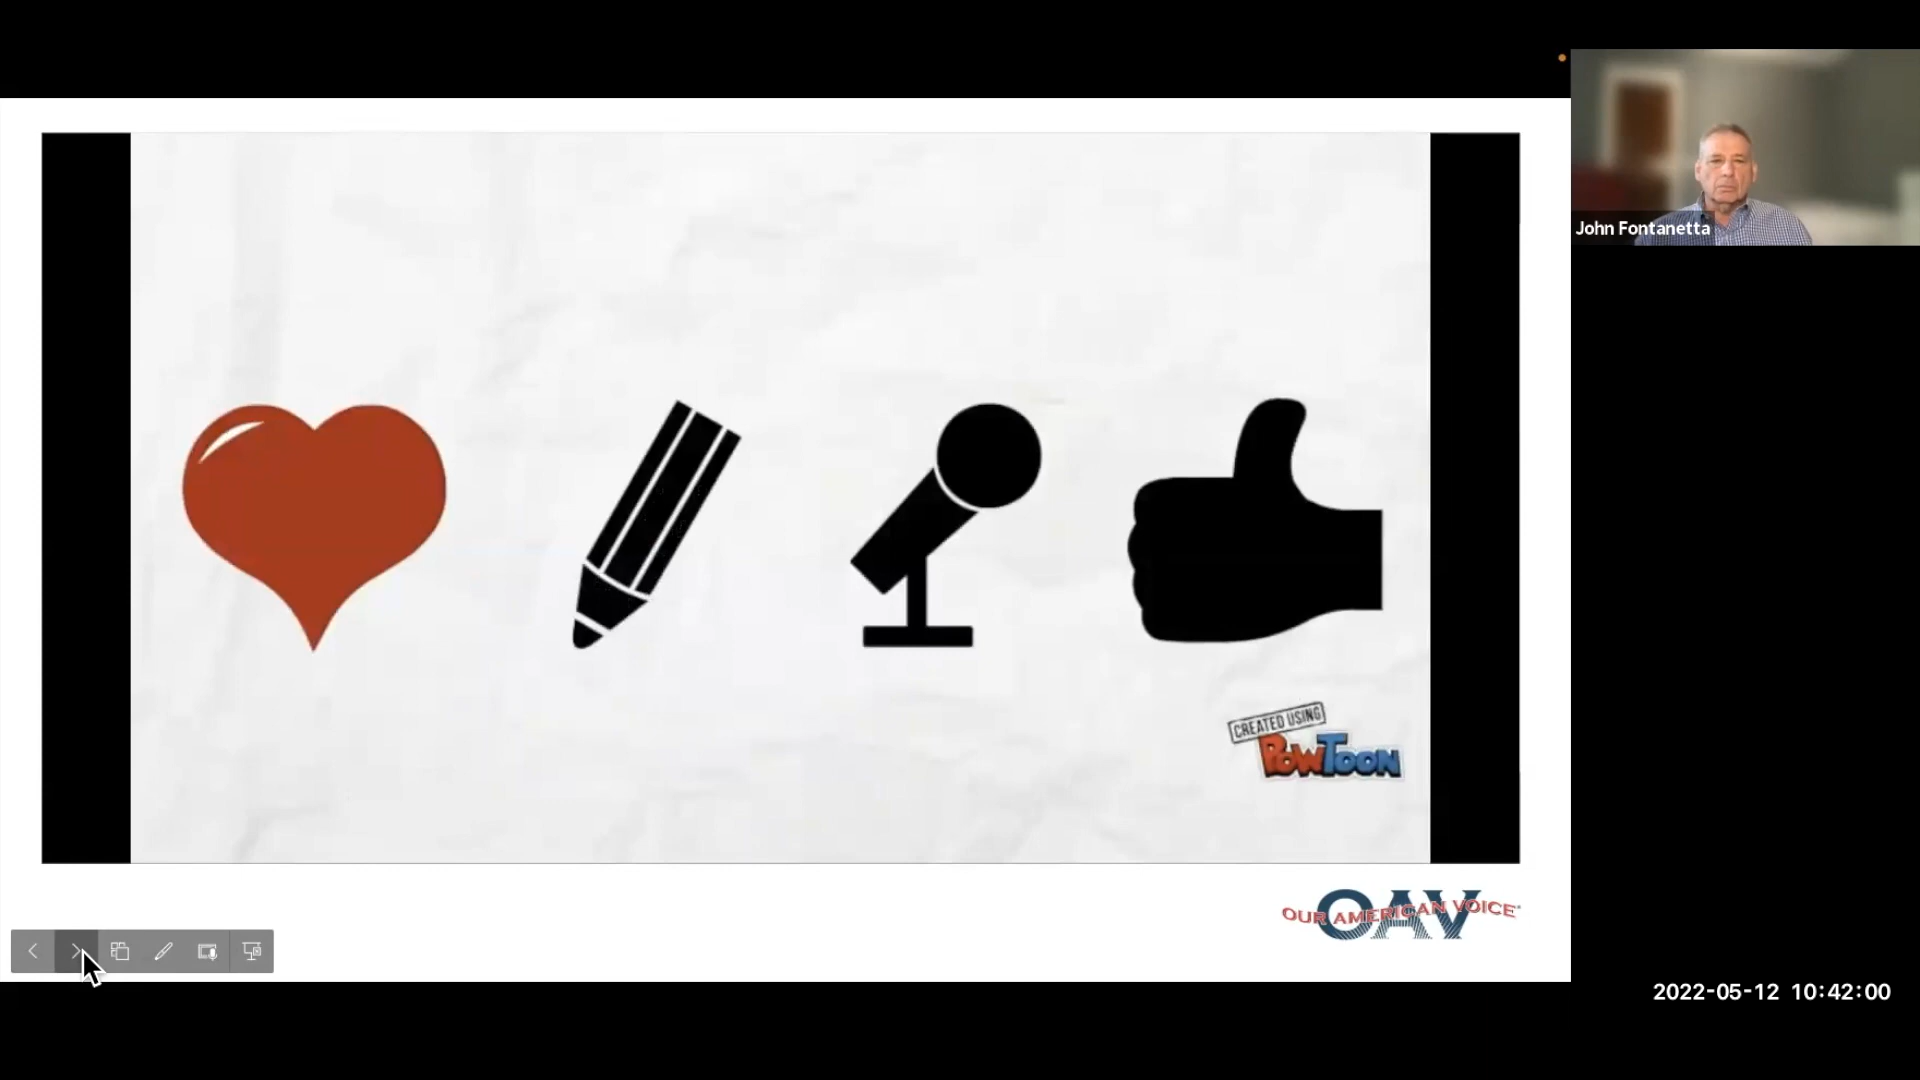 John Fontanetta
CREATED USING
POWTOON
OAV
OUR AMERICAN VOICE
2022-05-12 10:42:00